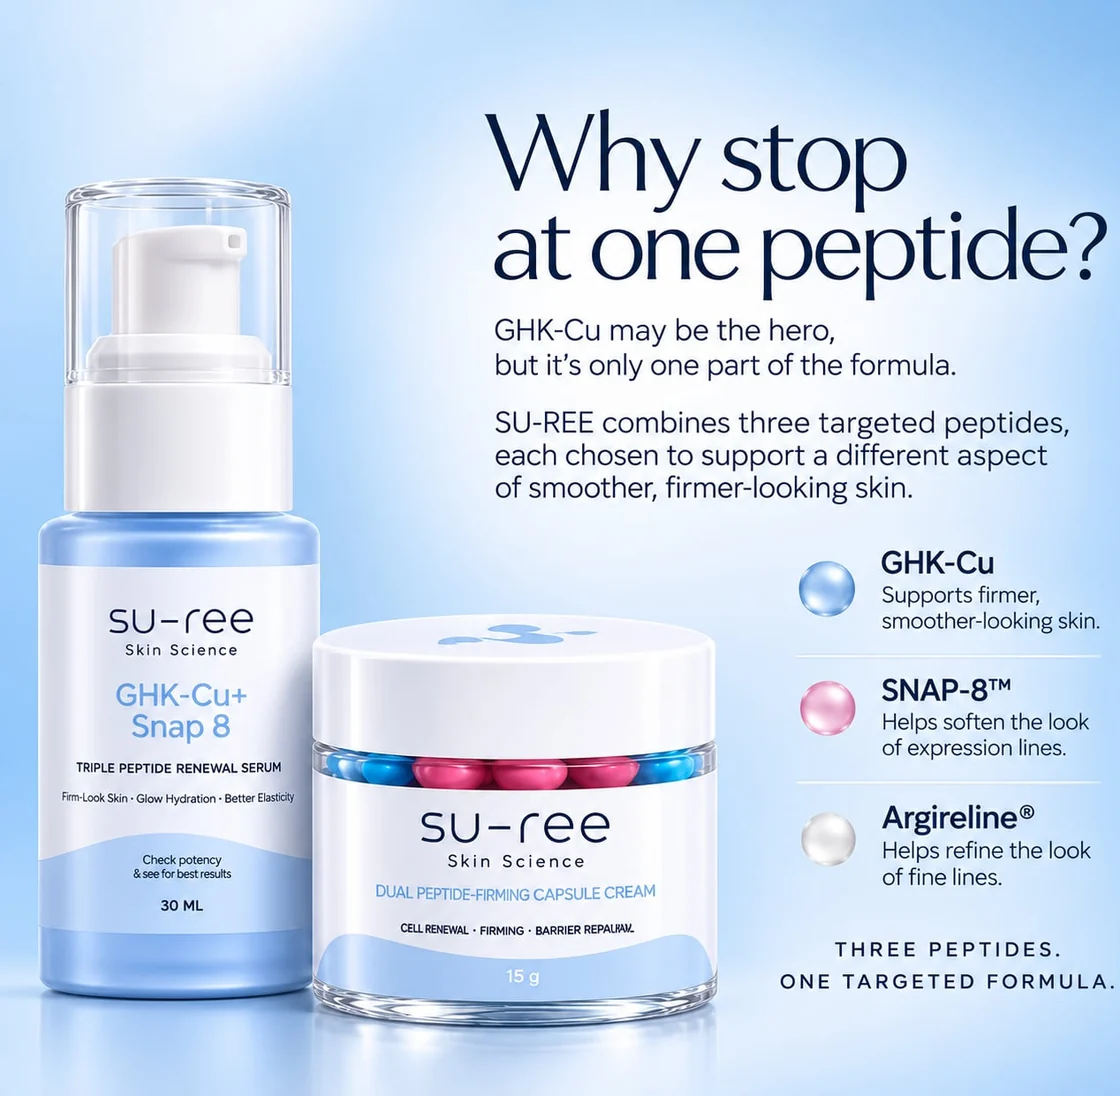 Why stop
at one peptide?
GHK-Cu may be the hero,
but it's only one part of the formula.
SU-REE combines three targeted peptides,
each chosen to support a different aspect
of smoother, firmer-looking skin.
GHK-Cu
Supports firmer,
smoother-looking skin.
SNAP-8™
Helps soften the look
of expression lines.
Argireline®
Helps refine the look
of fine lines.
THREE PEPTIDES.
ONE TARGETED FORMULA.
su-ree
Skin Science
GHK-Cu+
Snap 8
TRIPLE PEPTIDE RENEWAL SERUM
Firm-Look Skin · Glow Hydration · Better Elasticity
Check potency
& see for best results
30 ML
su-ree
Skin Science
DUAL PEPTIDE-FIRMING CAPSULE CREAM
CELL RENEWAL · FIRMING · BARRIER
15 g